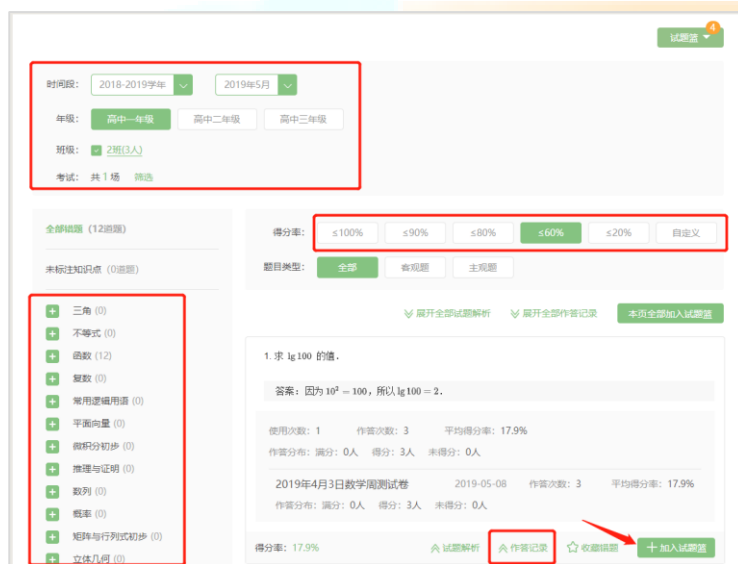 4
试题篮
时间段： 2018-2019学年 2019年5月
年级： 高中一年级 高中二年级 高中三年级
班级： 2班(3人)
考试： 共1场 筛选
全部错题 (12道题)
未标注知识点 (0道题)
三角 (0)
不等式 (0)
函数 (12)
复数 (0)
常用逻辑用语 (0)
平面向量 (0)
微积分初步 (0)
推理与证明 (0)
数列 (0)
概率 (0)
矩阵与行列式初步 (0)
立体几何 (0)
得分率： ≤100% ≤90% ≤80% ≤60% ≤20% 自定义
题目类型： 全部 客观题 主观题
展开全部试题解析 展开全部作答记录 本页全部加入试题篮
1. 求 lg 100 的值．
答案：因为 10² = 100，所以 lg 100 = 2．
使用次数：1 作答次数：3 平均得分率：17.9%
作答分布：满分：0人 得分：3人 未得分：0人
2019年4月3日数学周测试卷 2019-05-08 作答次数：3 平均得分率：17.9%
作答分布：满分：0人 得分：3人 未得分：0人
得分率：17.9% 试题解析 作答记录 收藏错题 加入试题篮